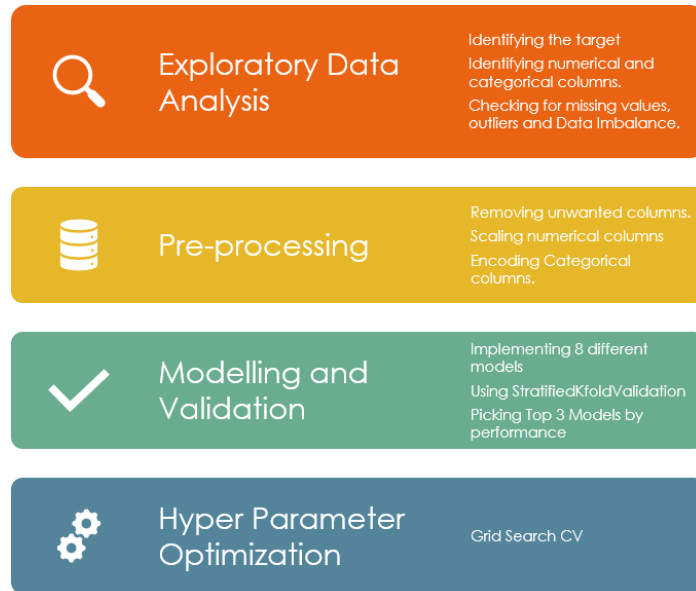 Exploratory Data
Analysis
Identifying the target
Identifying numerical and
categorical columns.
Checking for missing values,
outliers and Data Imbalance.
Pre-processing
Removing unwanted columns.
Scaling numerical columns
Encoding Categorical
columns.
Modelling and
Validation
Implementing 8 different
models
Using StratifiedKfoldValidation
Picking Top 3 Models by
performance
Hyper Parameter
Optimization
Grid Search CV